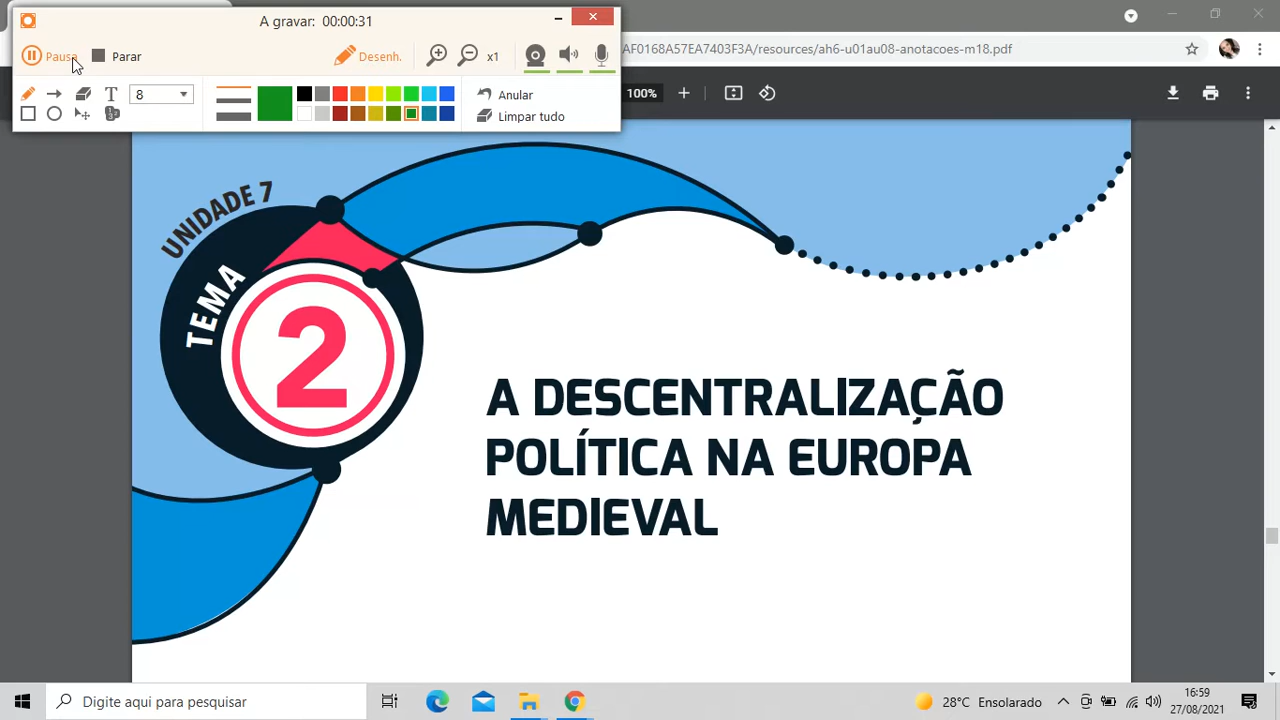 A gravar: 00:00:31
Pausa Parar Desenh. x1
T 8 Anular
Limpar tudo
AF0168A57EA7403F3A/resources/ah6-u01au08-anotacoes-m18.pdf
100%
UNIDADE 7
TEMA
2
A DESCENTRALIZAÇÃO
POLÍTICA NA EUROPA
MEDIEVAL
Digite aqui para pesquisar
28°C Ensolarado
16:59
27/08/2021